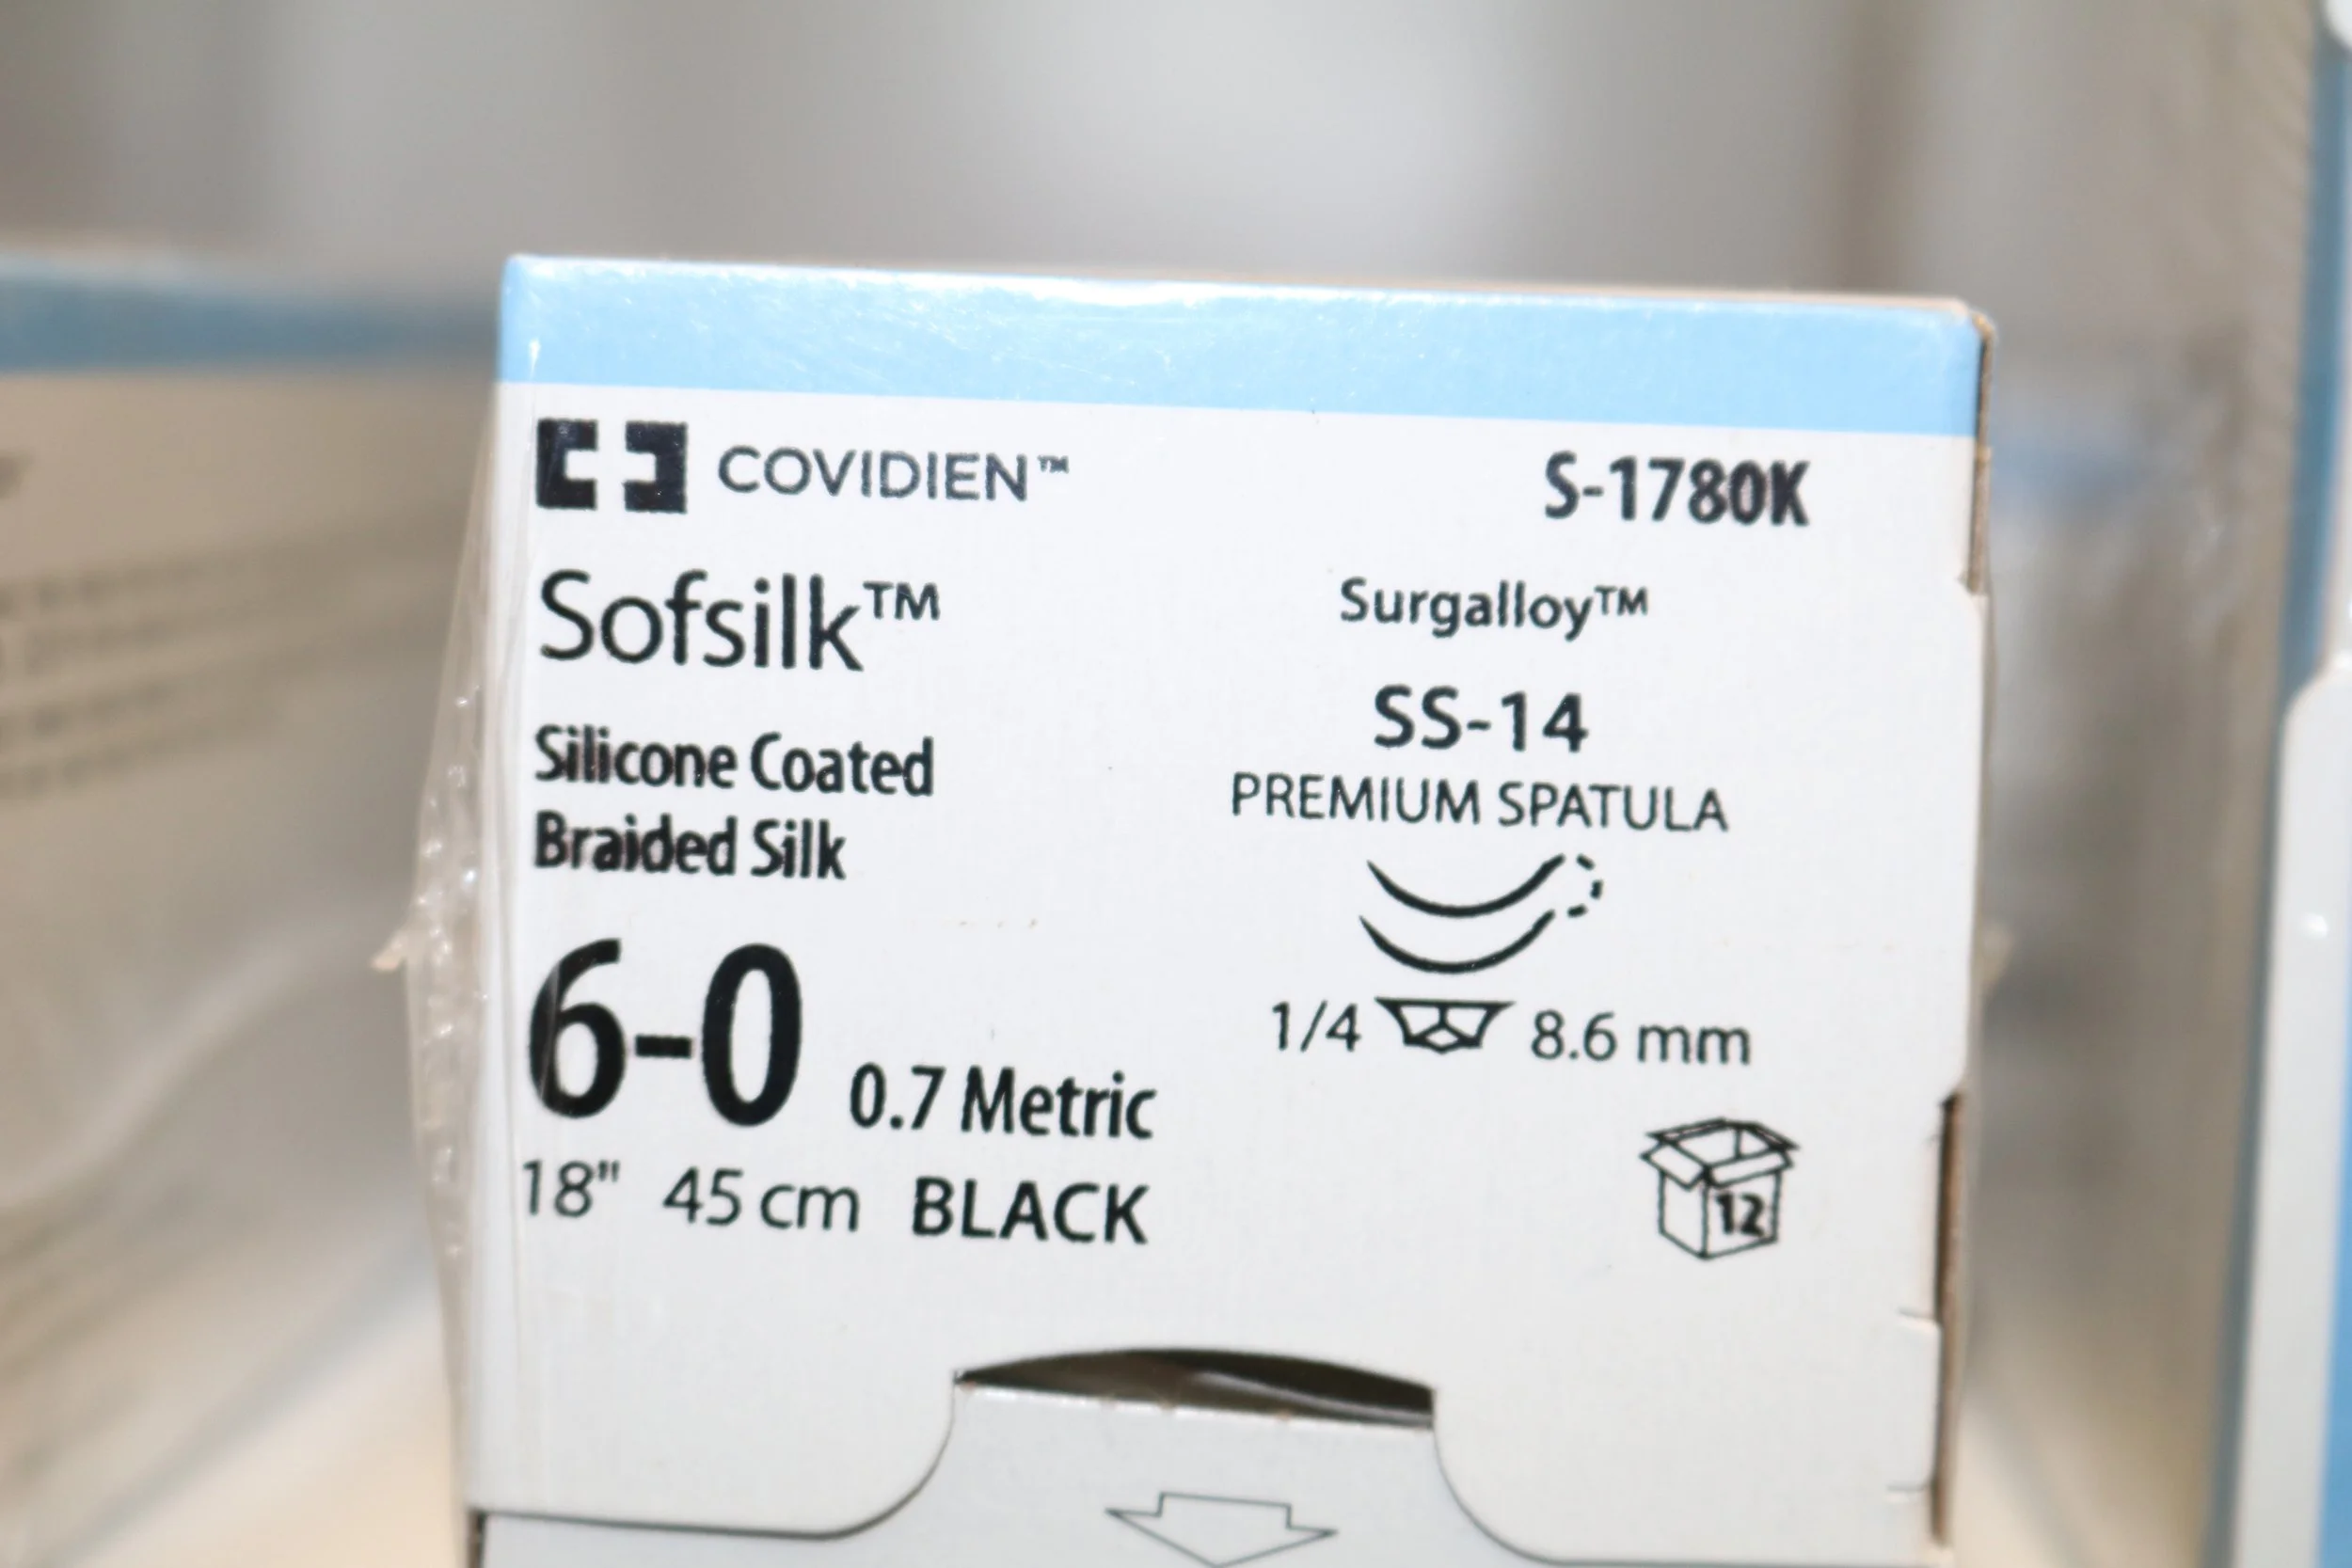 COVIDIEN™
S-1780K
Sofsilk™
Surgalloy™
SS-14
PREMIUM SPATULA
Silicone Coated
Braided Silk
1/4 8.6 mm
6-0 0.7 Metric
18" 45 cm BLACK
12